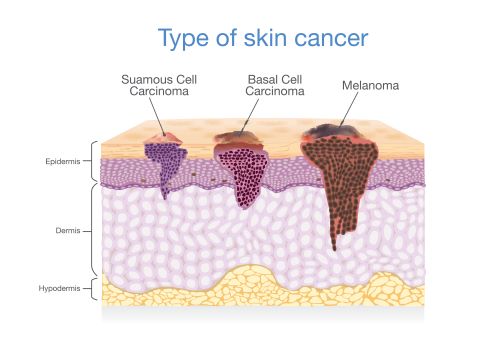 Type of skin cancer
Suamous Cell
Carcinoma
Basal Cell
Carcinoma
Melanoma
Epidermis
Dermis
Hypodermis